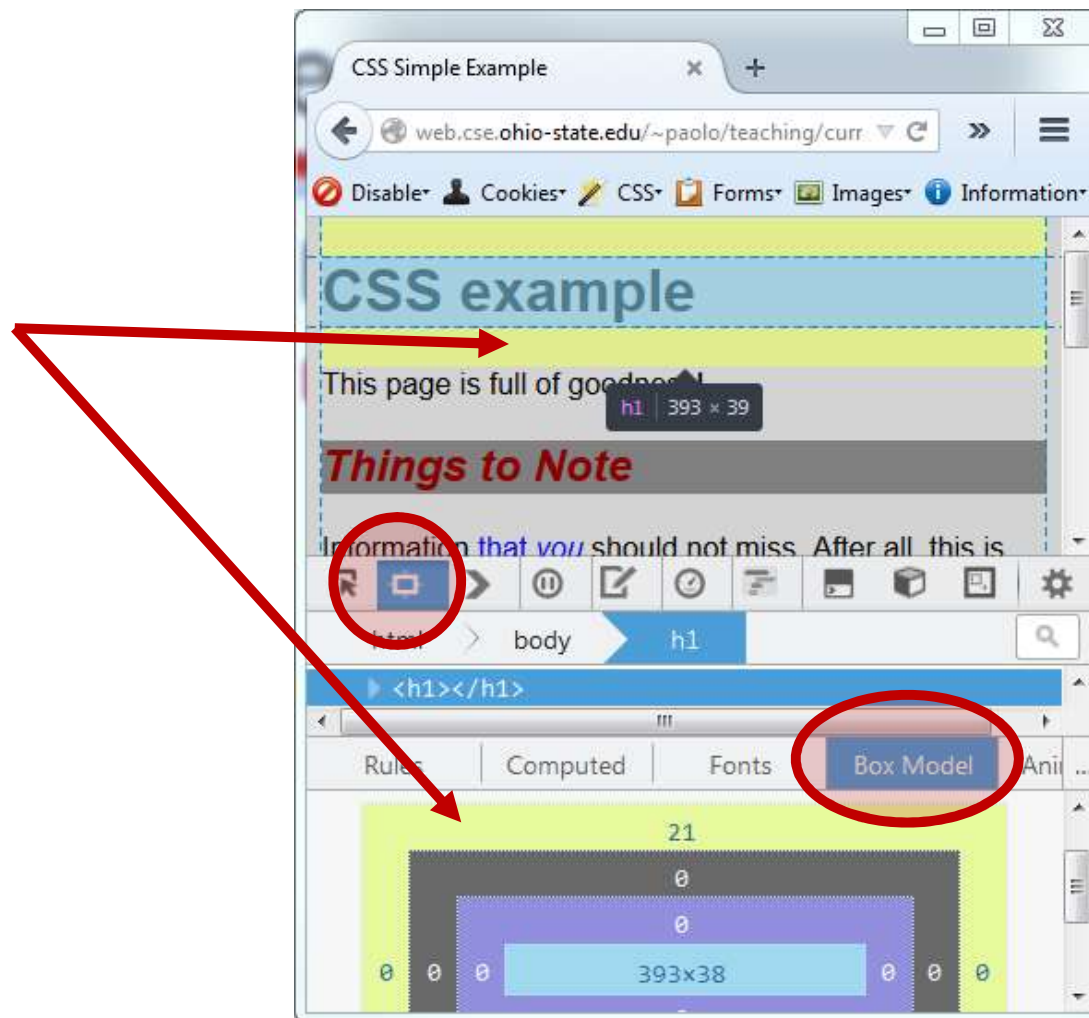 CSS Simple Example
web.cse.ohio-state.edu/~paolo/teaching/curr
Disable Cookies CSS Forms Images Information
CSS example
This page is full of
h1 393 × 39
Things to Note
Information that you should not miss. After all, this is
html body h1
<h1></h1>
Rules Computed Fonts Box Model Ani ...
21
0
0
0 0 0 393×38 0 0 0